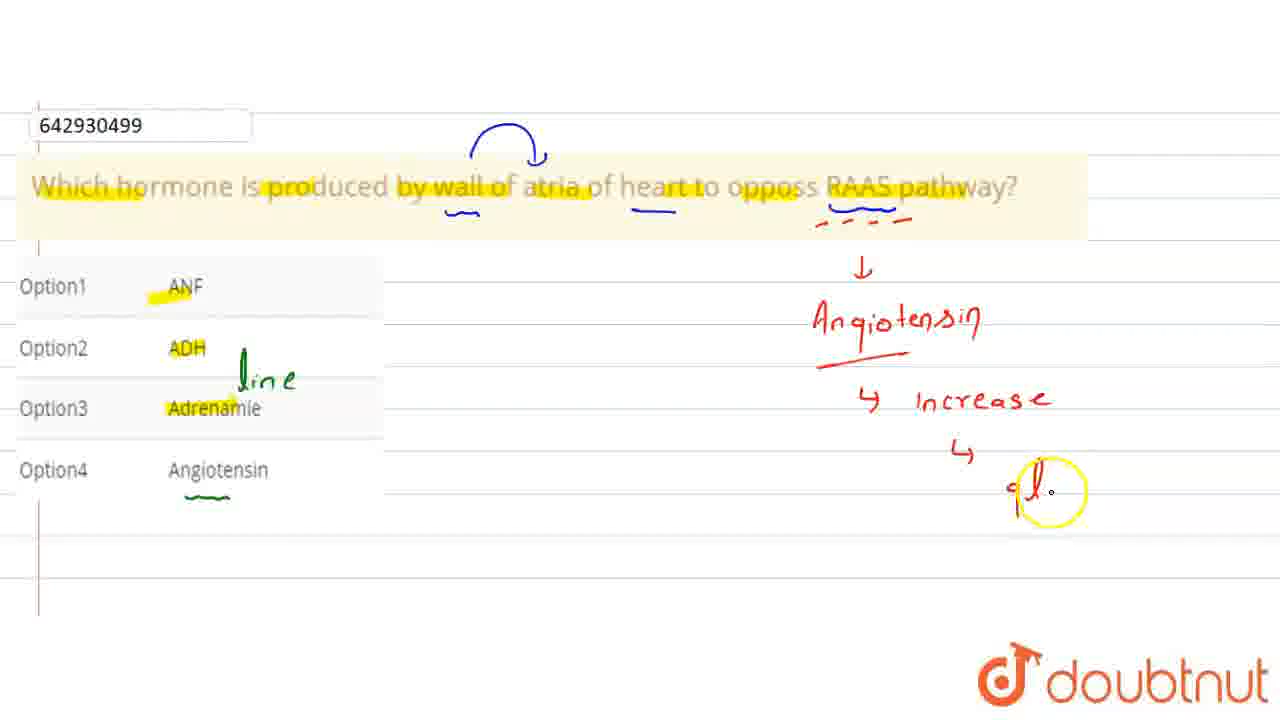 642930499
Which hormone is produced by wall of atria of heart to opposs RAAS pathway?
Option1 ANF
Option2 ADH
line
Option3 Adrenamie
Option4 Angiotensin
Angiotensin
increase
gl
doubtnut